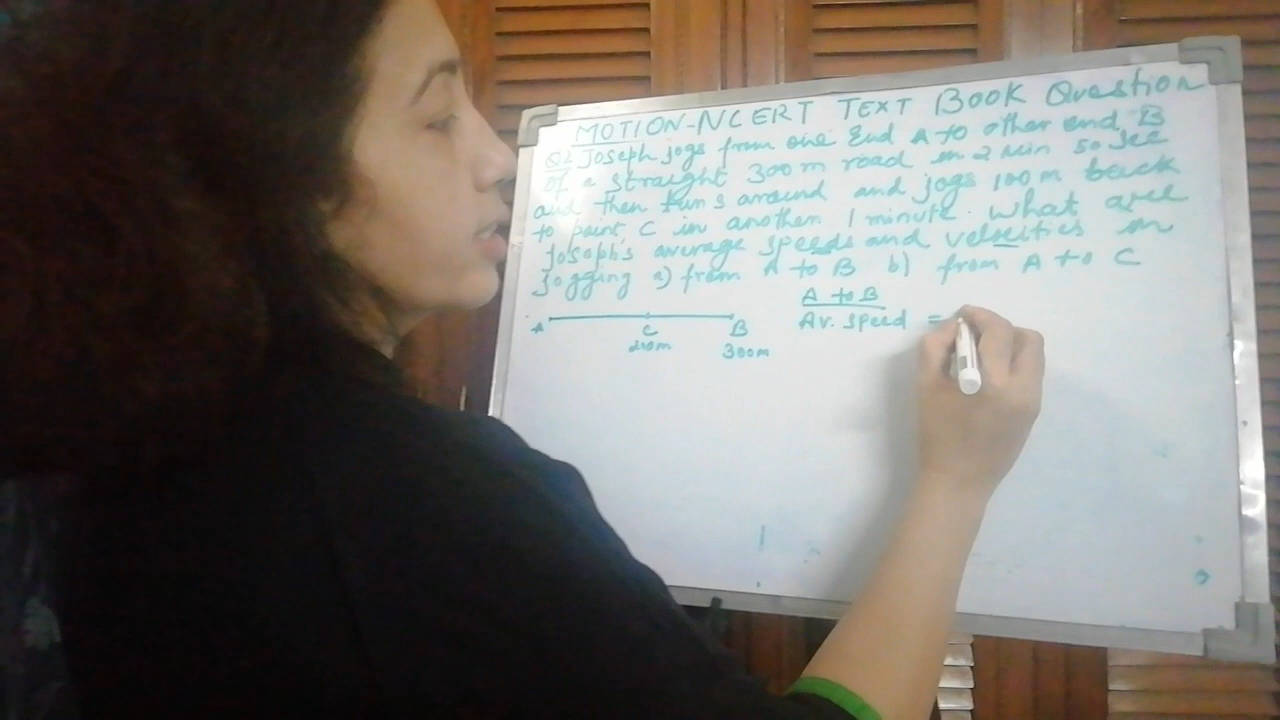 MOTION-NCERT TEXT BOOK Question
Q2 Joseph jogs from one End A to other end B
of a straight 300m road in 2 Min 50 sec
and then turns around and jogs 100m back
to point C in another 1 minute. What are
Joseph's average speeds and velocities in
jogging a) from A to B b) from A to C
A to B
Av. Speed =
A C B
200m 300m